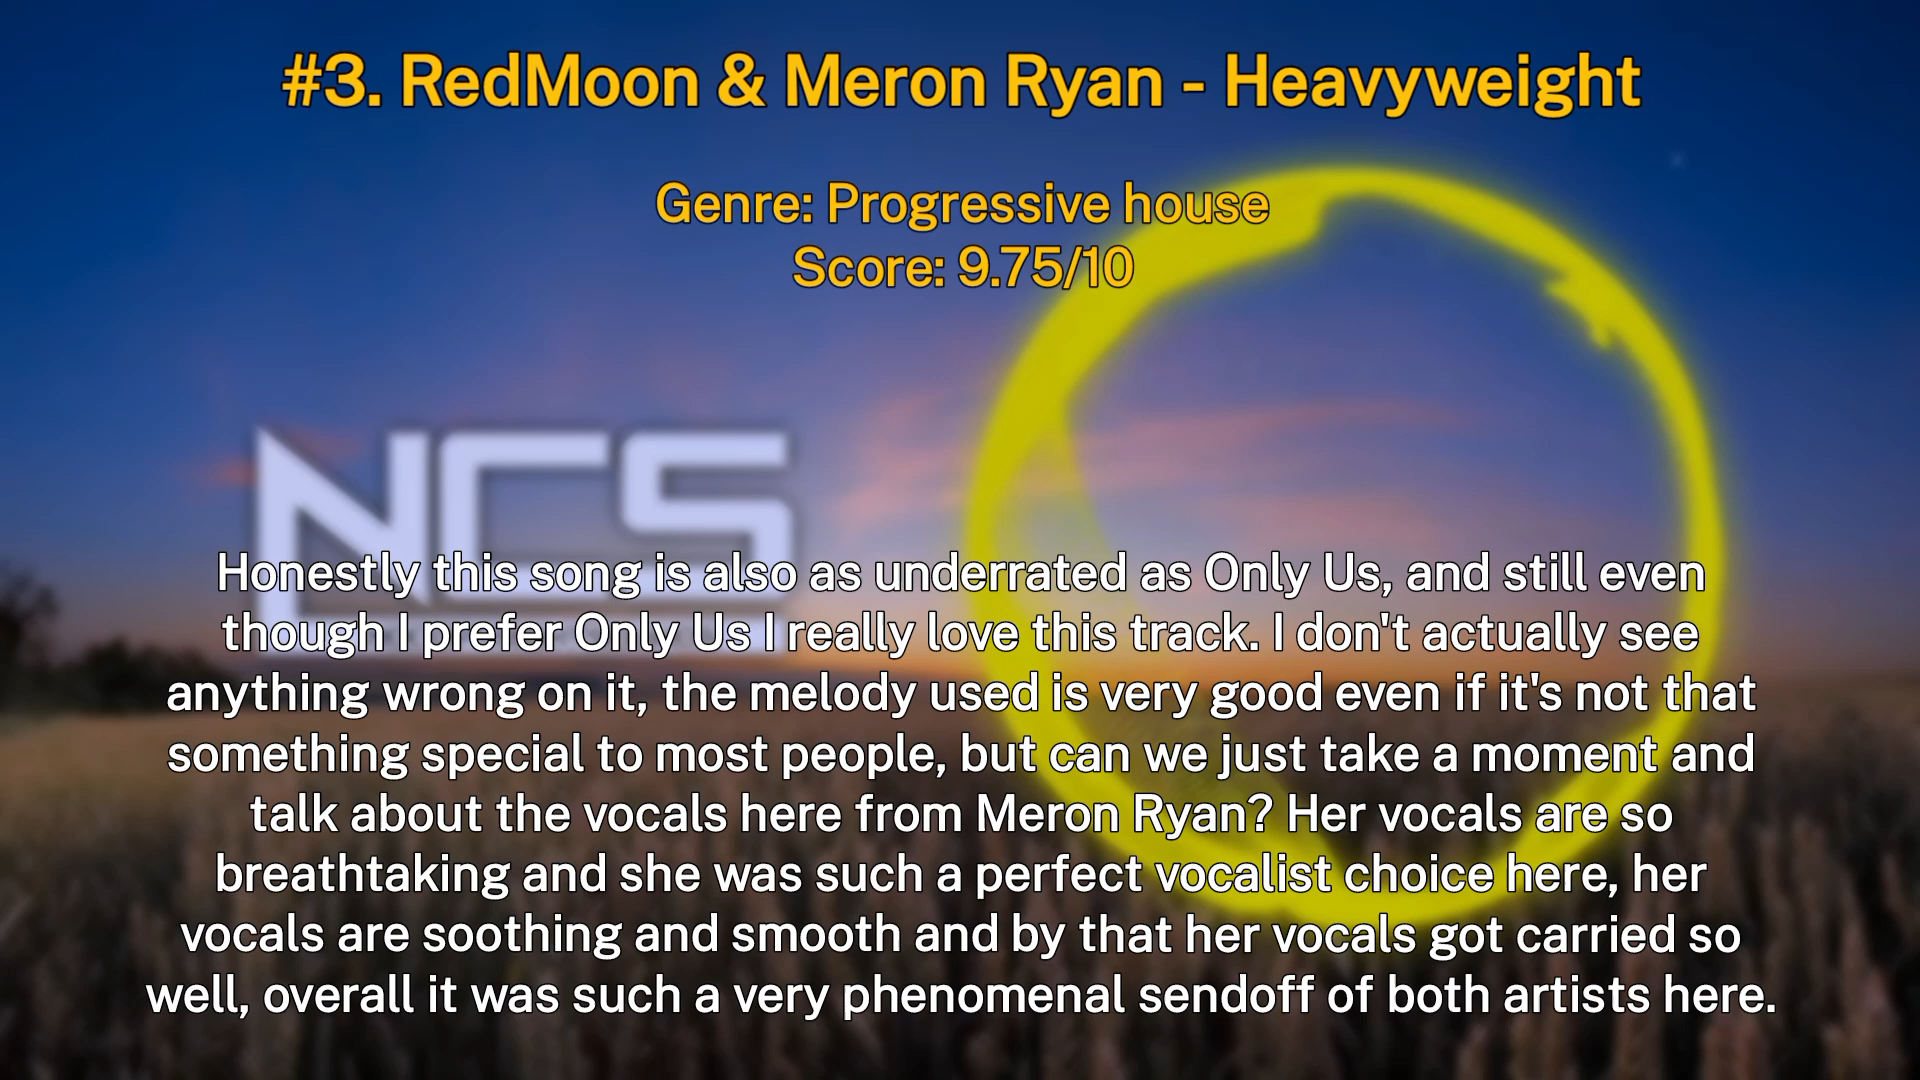 #3. RedMoon & Meron Ryan - Heavyweight
Genre: Progressive house
Score: 9.75/10
NCS
Honestly this song is also as underrated as Only Us, and still even
though I prefer Only Us I really love this track. I don't actually see
anything wrong on it, the melody used is very good even if it's not that
something special to most people, but can we just take a moment and
talk about the vocals here from Meron Ryan? Her vocals are so
breathtaking and she was such a perfect vocalist choice here, her
vocals are soothing and smooth and by that her vocals got carried so
well, overall it was such a very phenomenal sendoff of both artists here.